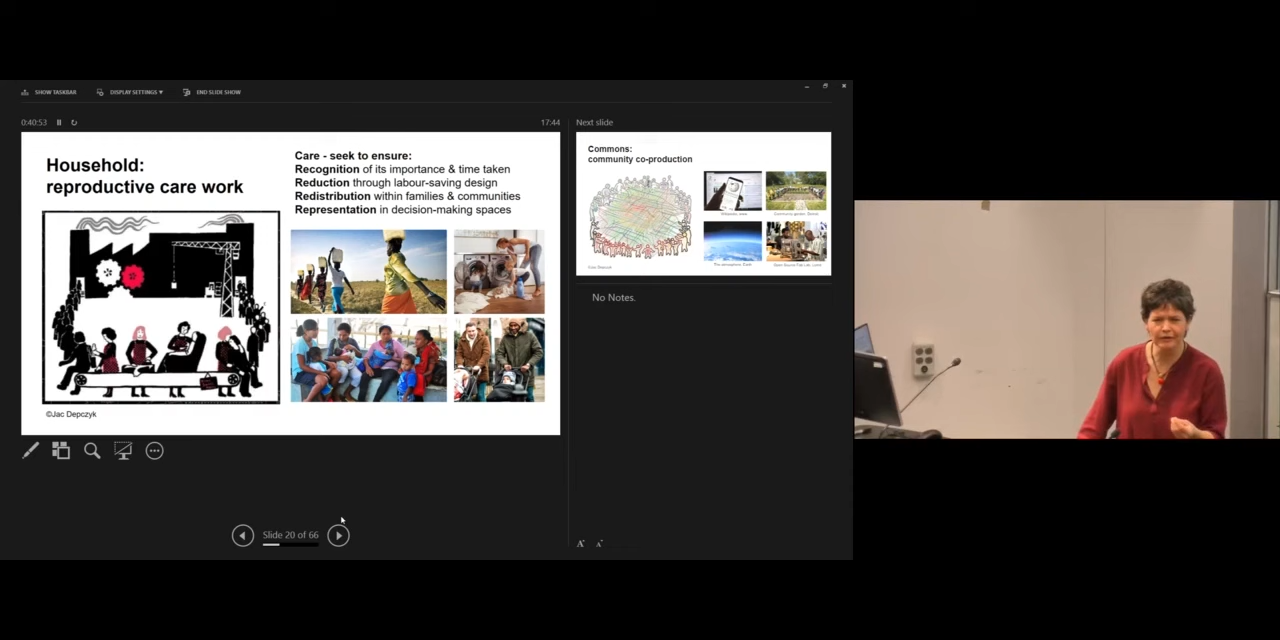 SHOW TASKBAR
DISPLAY SETTINGS ▼
END SLIDE SHOW
0:40:53
17:44
Next slide
Household:
reproductive care work
Care - seek to ensure:
Recognition of its importance & time taken
Reduction through labour-saving design
Redistribution within families & communities
Representation in decision-making spaces
©Jac Depczyk
Commons:
community co-production
No Notes.
Slide 20 of 66